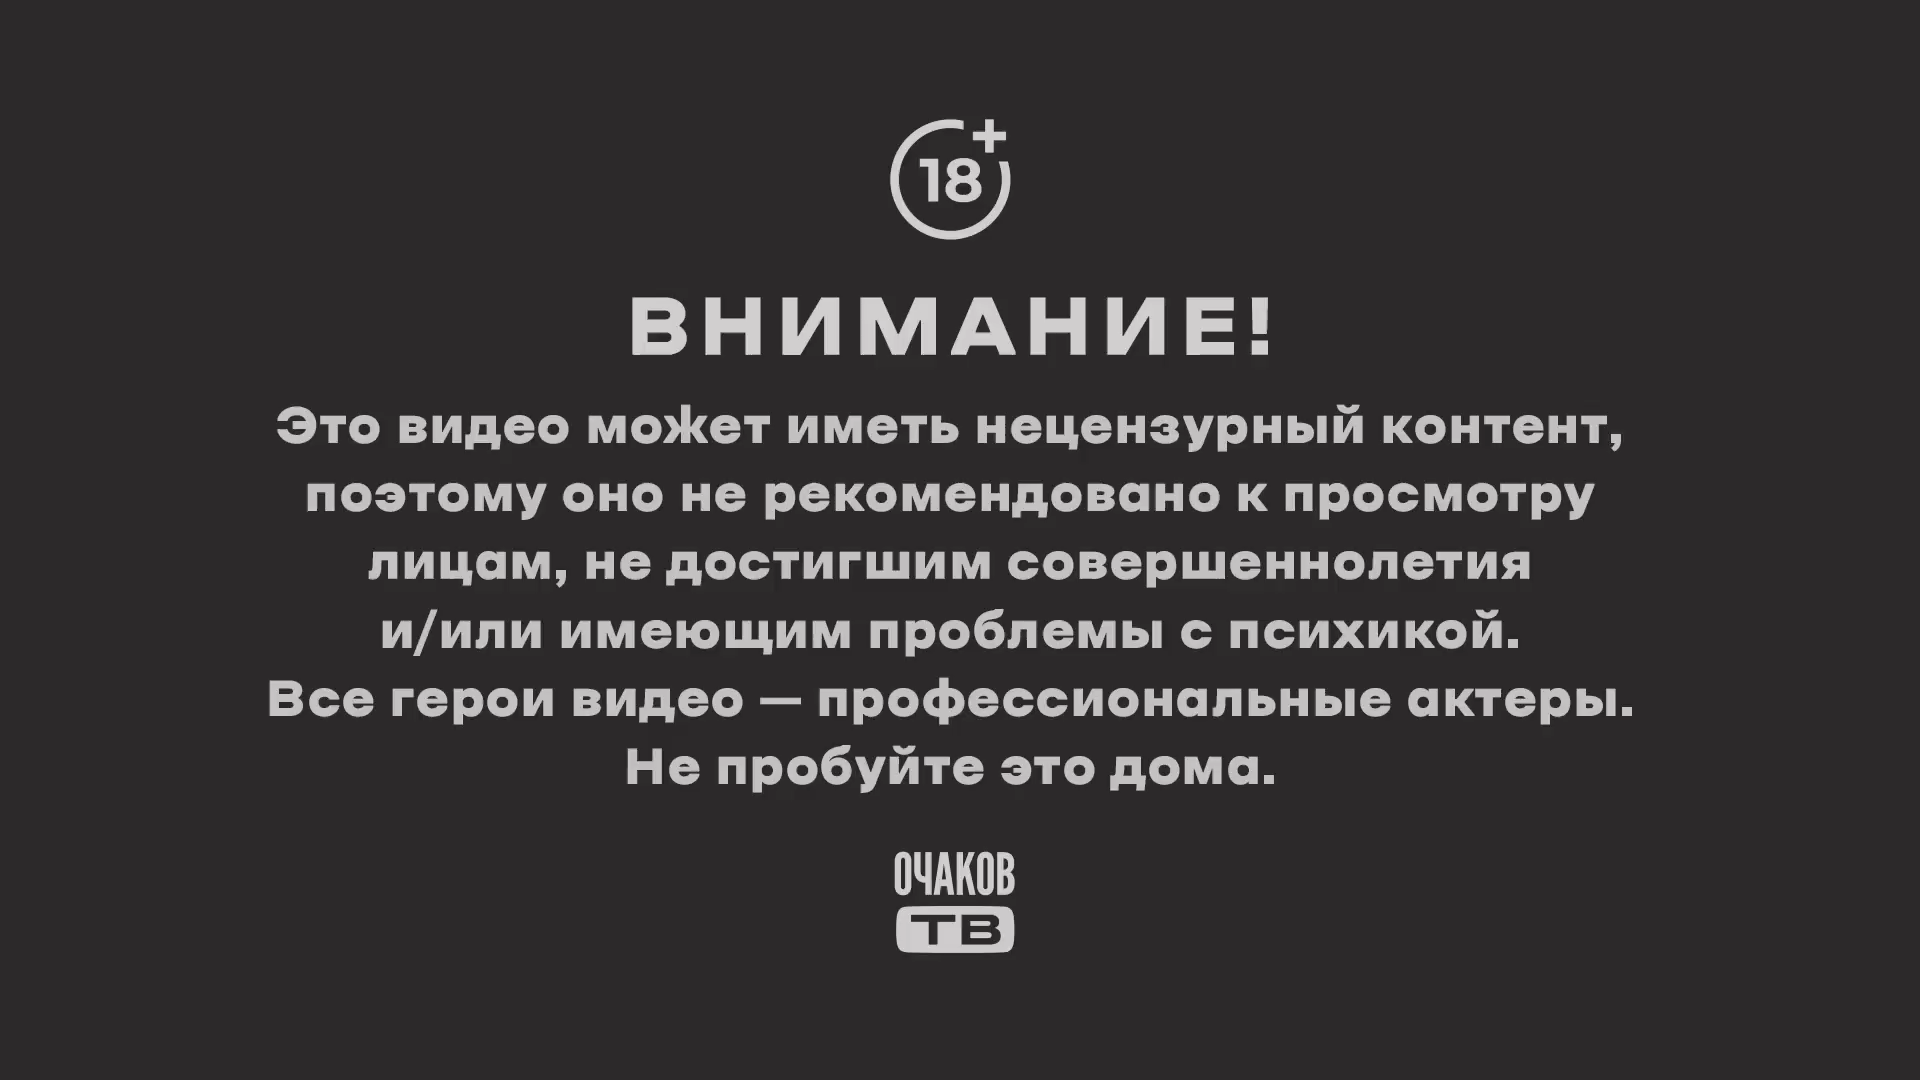 18+
ВНИМАНИЕ!
Это видео может иметь нецензурный контент,
поэтому оно не рекомендовано к просмотру
лицам, не достигшим совершеннолетия
и/или имеющим проблемы с психикой.
Все герои видео — профессиональные актеры.
Не пробуйте это дома.
ОЧАКОВ
ТВ